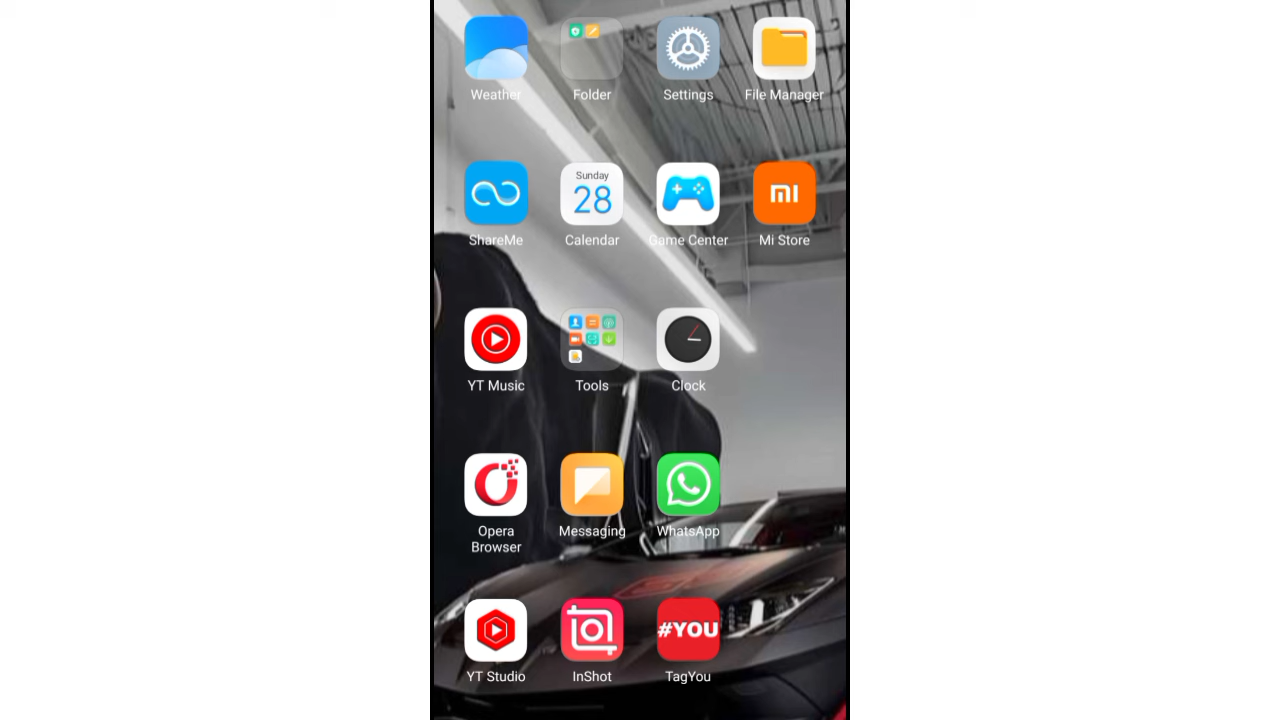 Weather
Folder
Settings
File Manager
ShareMe
Sunday
28
Calendar
Game Center
mi
Mi Store
YT Music
Tools
Clock
Opera
Browser
Messaging
WhatsApp
YT Studio
InShot
#YOU
TagYou